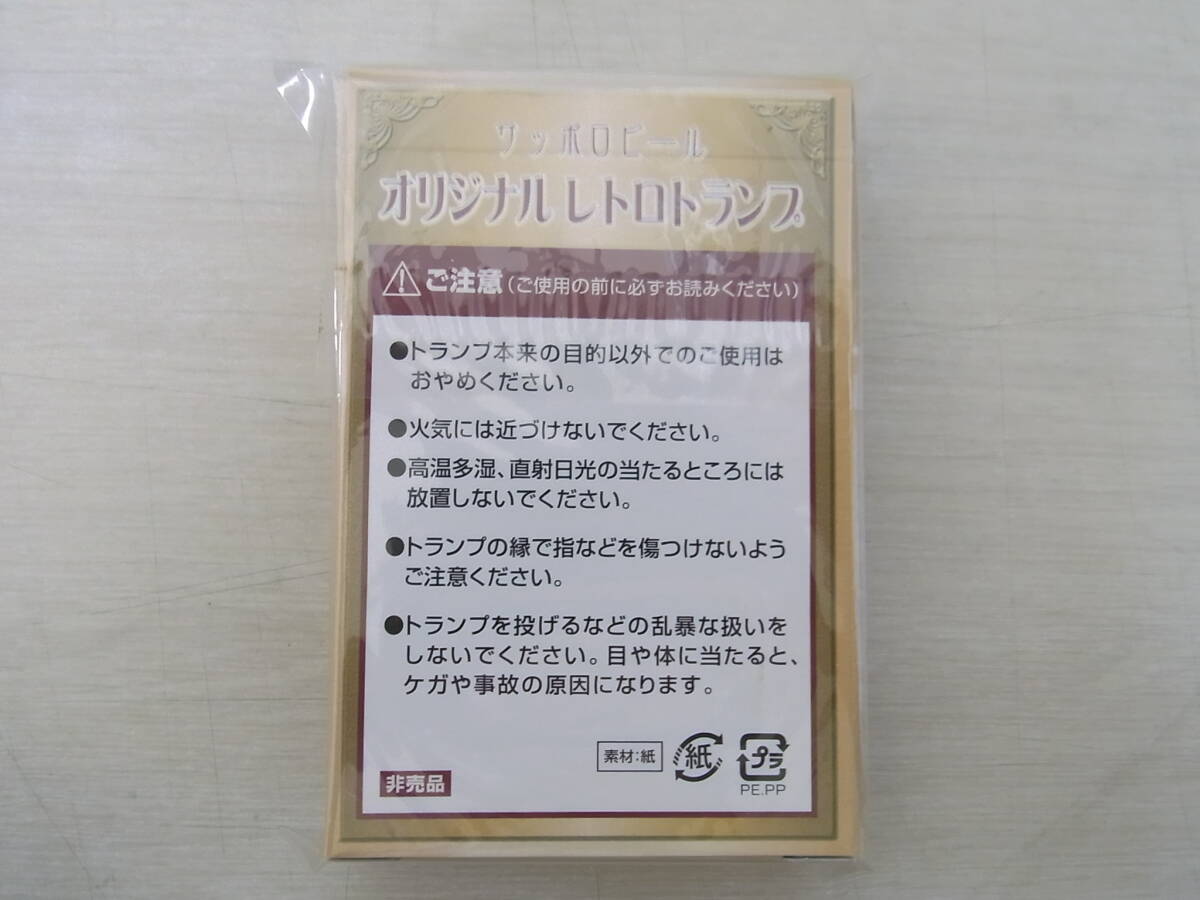 サッポロビール
オリジナル レトロトランプ
ご注意(ご使用の前に必ずお読みください)
●トランプ本来の目的以外でのご使用は
おやめください。
●火気には近づけないでください。
●高温多湿、直射日光の当たるところには
放置しないでください。
●トランプの縁で指などを傷つけないよう
ご注意ください。
●トランプを投げるなどの乱暴な扱いを
しないでください。目や体に当たると、
ケガや事故の原因になります。
素材:紙
紙
プラ
PE.PP
非売品